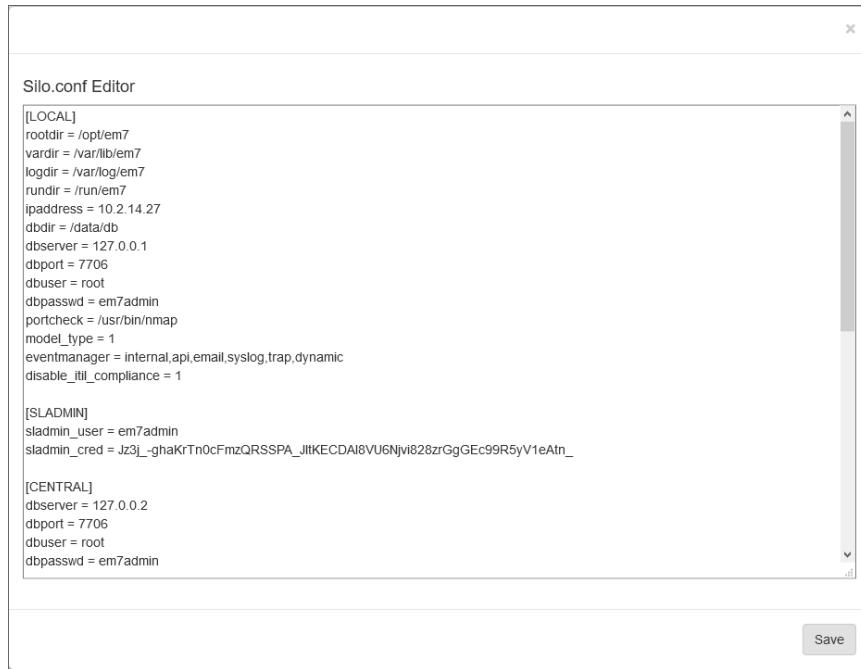 ×
Silo.conf Editor
[LOCAL]
rootdir = /opt/em7
vardir = /var/lib/em7
logdir = /var/log/em7
rundir = /run/em7
ipaddress = 10.2.14.27
dbdir = /data/db
dbserver = 127.0.0.1
dbport = 7706
dbuser = root
dbpasswd = em7admin
portcheck = /usr/bin/nmap
model_type = 1
eventmanager = internal,api,email,syslog,trap,dynamic
disable_itil_compliance = 1
[SLADMIN]
sladmin_user = em7admin
sladmin_cred = Jz3j_-ghaKrTn0cFmzQRSSPA_JltKECDAl8VU6Njvi828zrGgGEc99R5yV1eAtn_
[CENTRAL]
dbserver = 127.0.0.2
dbport = 7706
dbuser = root
dbpasswd = em7admin
Save